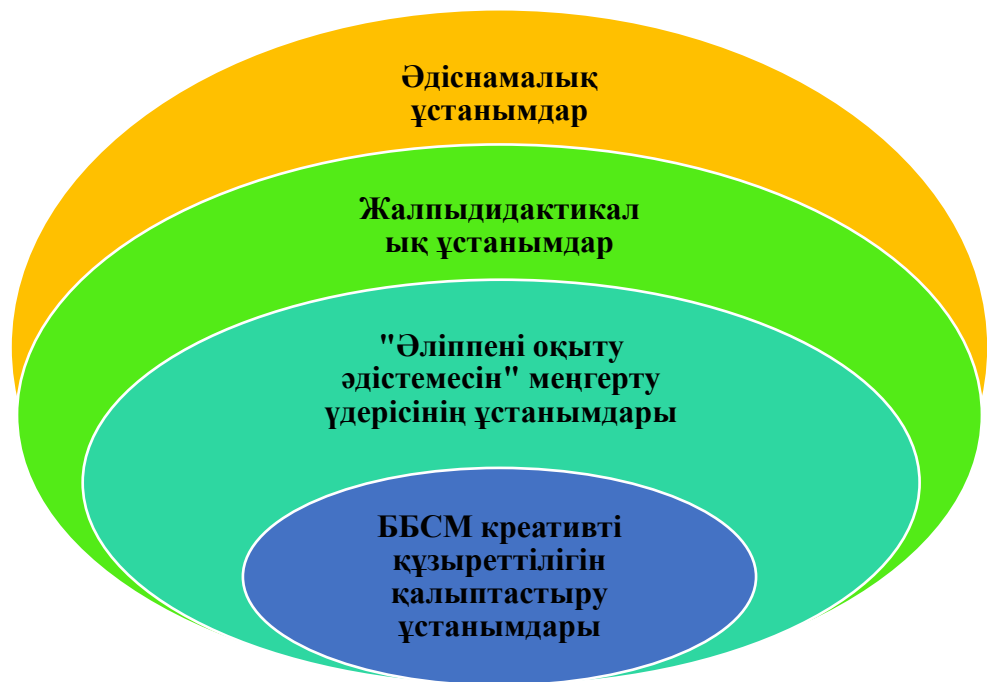 Әдіснамалық
ұстанымдар
Жалпыдидактикал
ық ұстанымдар
"Әліппені оқыту
әдістемесін" меңгерту
үдерісінің ұстанымдары
ББСМ креативті
құзыреттілігін
қалыптастыру
ұстанымдары